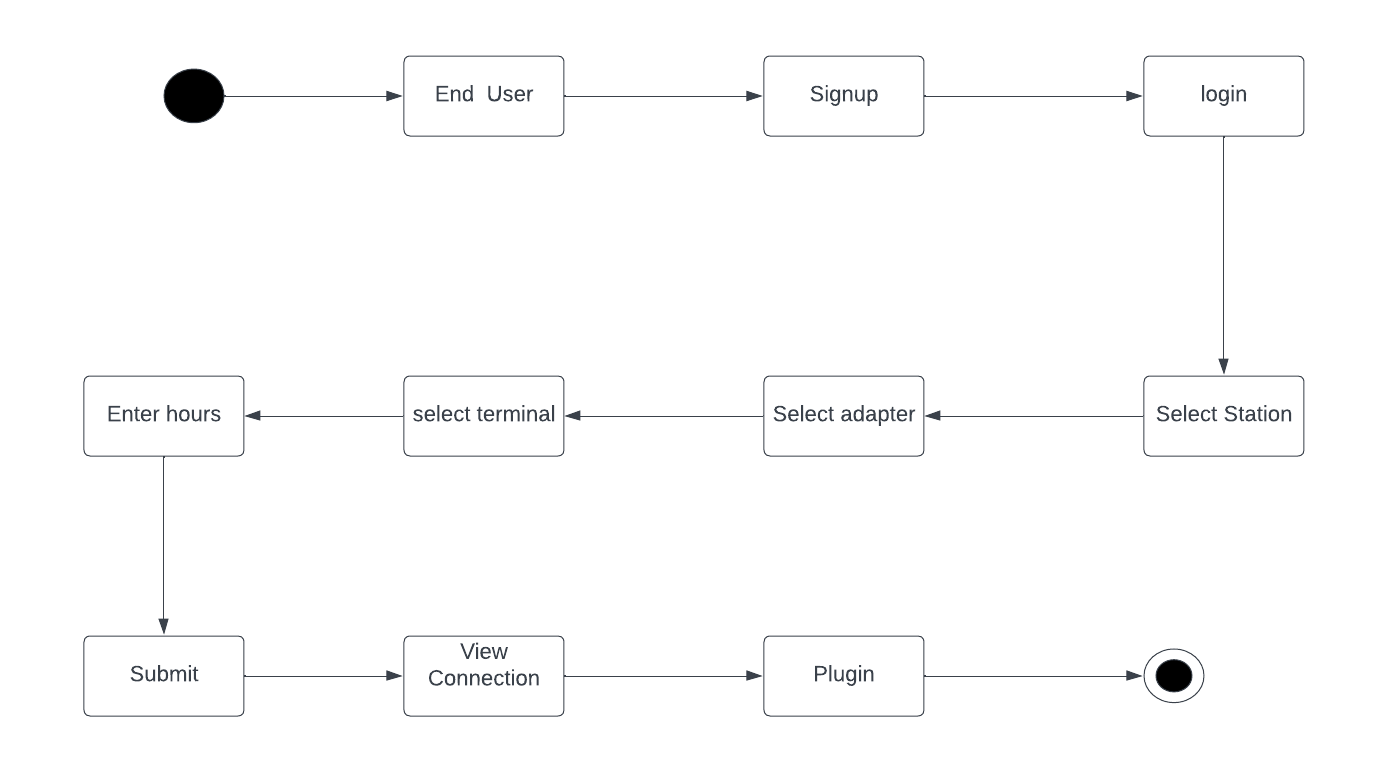 End  User
Signup
login
Enter hours
select terminal
Select adapter
Select Station
Submit
View
Connection
Plugin